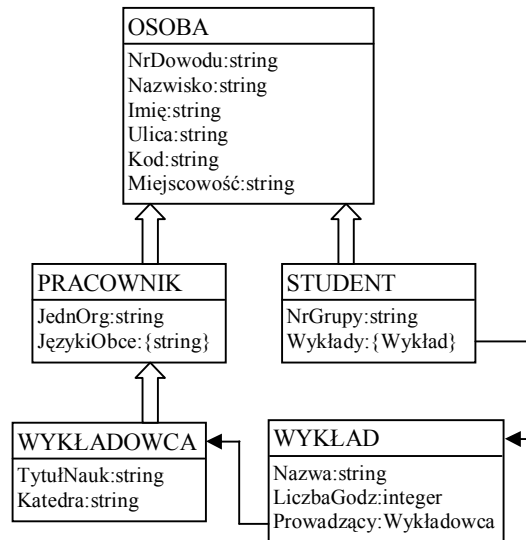 OSOBA
NrDowodu:string
Nazwisko:string
Imię:string
Ulica:string
Kod:string
Miejscowość:string
PRACOWNIK
JednOrg:string
JęzykiObce:{string}
STUDENT
NrGrupy:string
Wykłady:{Wykład}
WYKŁADOWCA
TytułNauk:string
Katedra:string
WYKŁAD
Nazwa:string
LiczbaGodz:integer
Prowadzący:Wykładowca